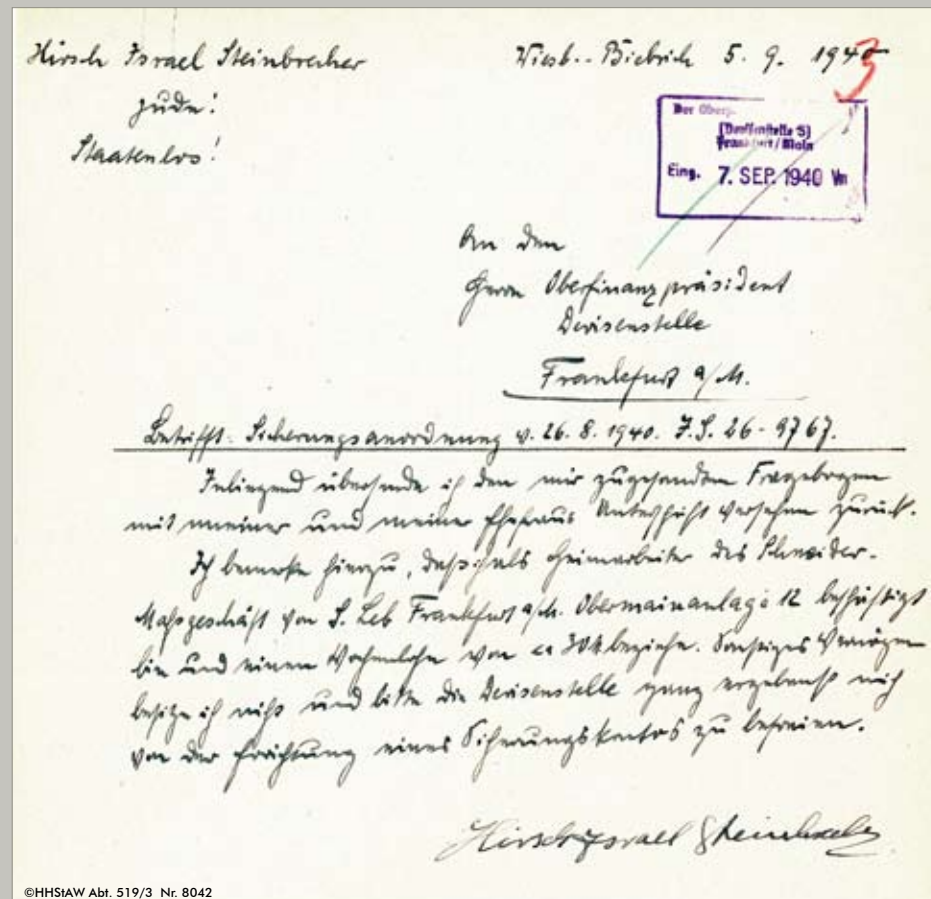 Hirsch Israel Steinbrecher
Wiesb.-Biebrich 5. 9. 1940
3
Jude!
Staatenlos!
Der Oberf
(Devisenstelle S)
Frankfurt/Main
Eing. 7. SEP. 1940 Vm
An den
Herrn Oberfinanzpräsident
Devisenstelle
Frankfurt a/M.
Betrifft: Sicherungsanordnung v. 26. 8. 1940. J.S. 26-9767.
Inliegend übersende ich den mir zugesandten Fragebogen
mit meiner und meiner Ehefraus Unterschrift versehen zurück.
Ich bemerke hierzu, daß ich als Heimarbeiter des Schneider-
Maßgeschäft von S. Leb Frankfurt a/M. Obermainanlage 12 beschäftigt
bin und einen Wochenlohn von ca 30 M beziehe. Sonstiges Vermögen
besitze ich nicht und bitte die Devisenstelle ganz ergebenst mich
von der Errichtung eines Sicherungskontos zu befreien.
Hirsch Israel Steinbrecher
©HHStAW Abt. 519/3 Nr. 8042